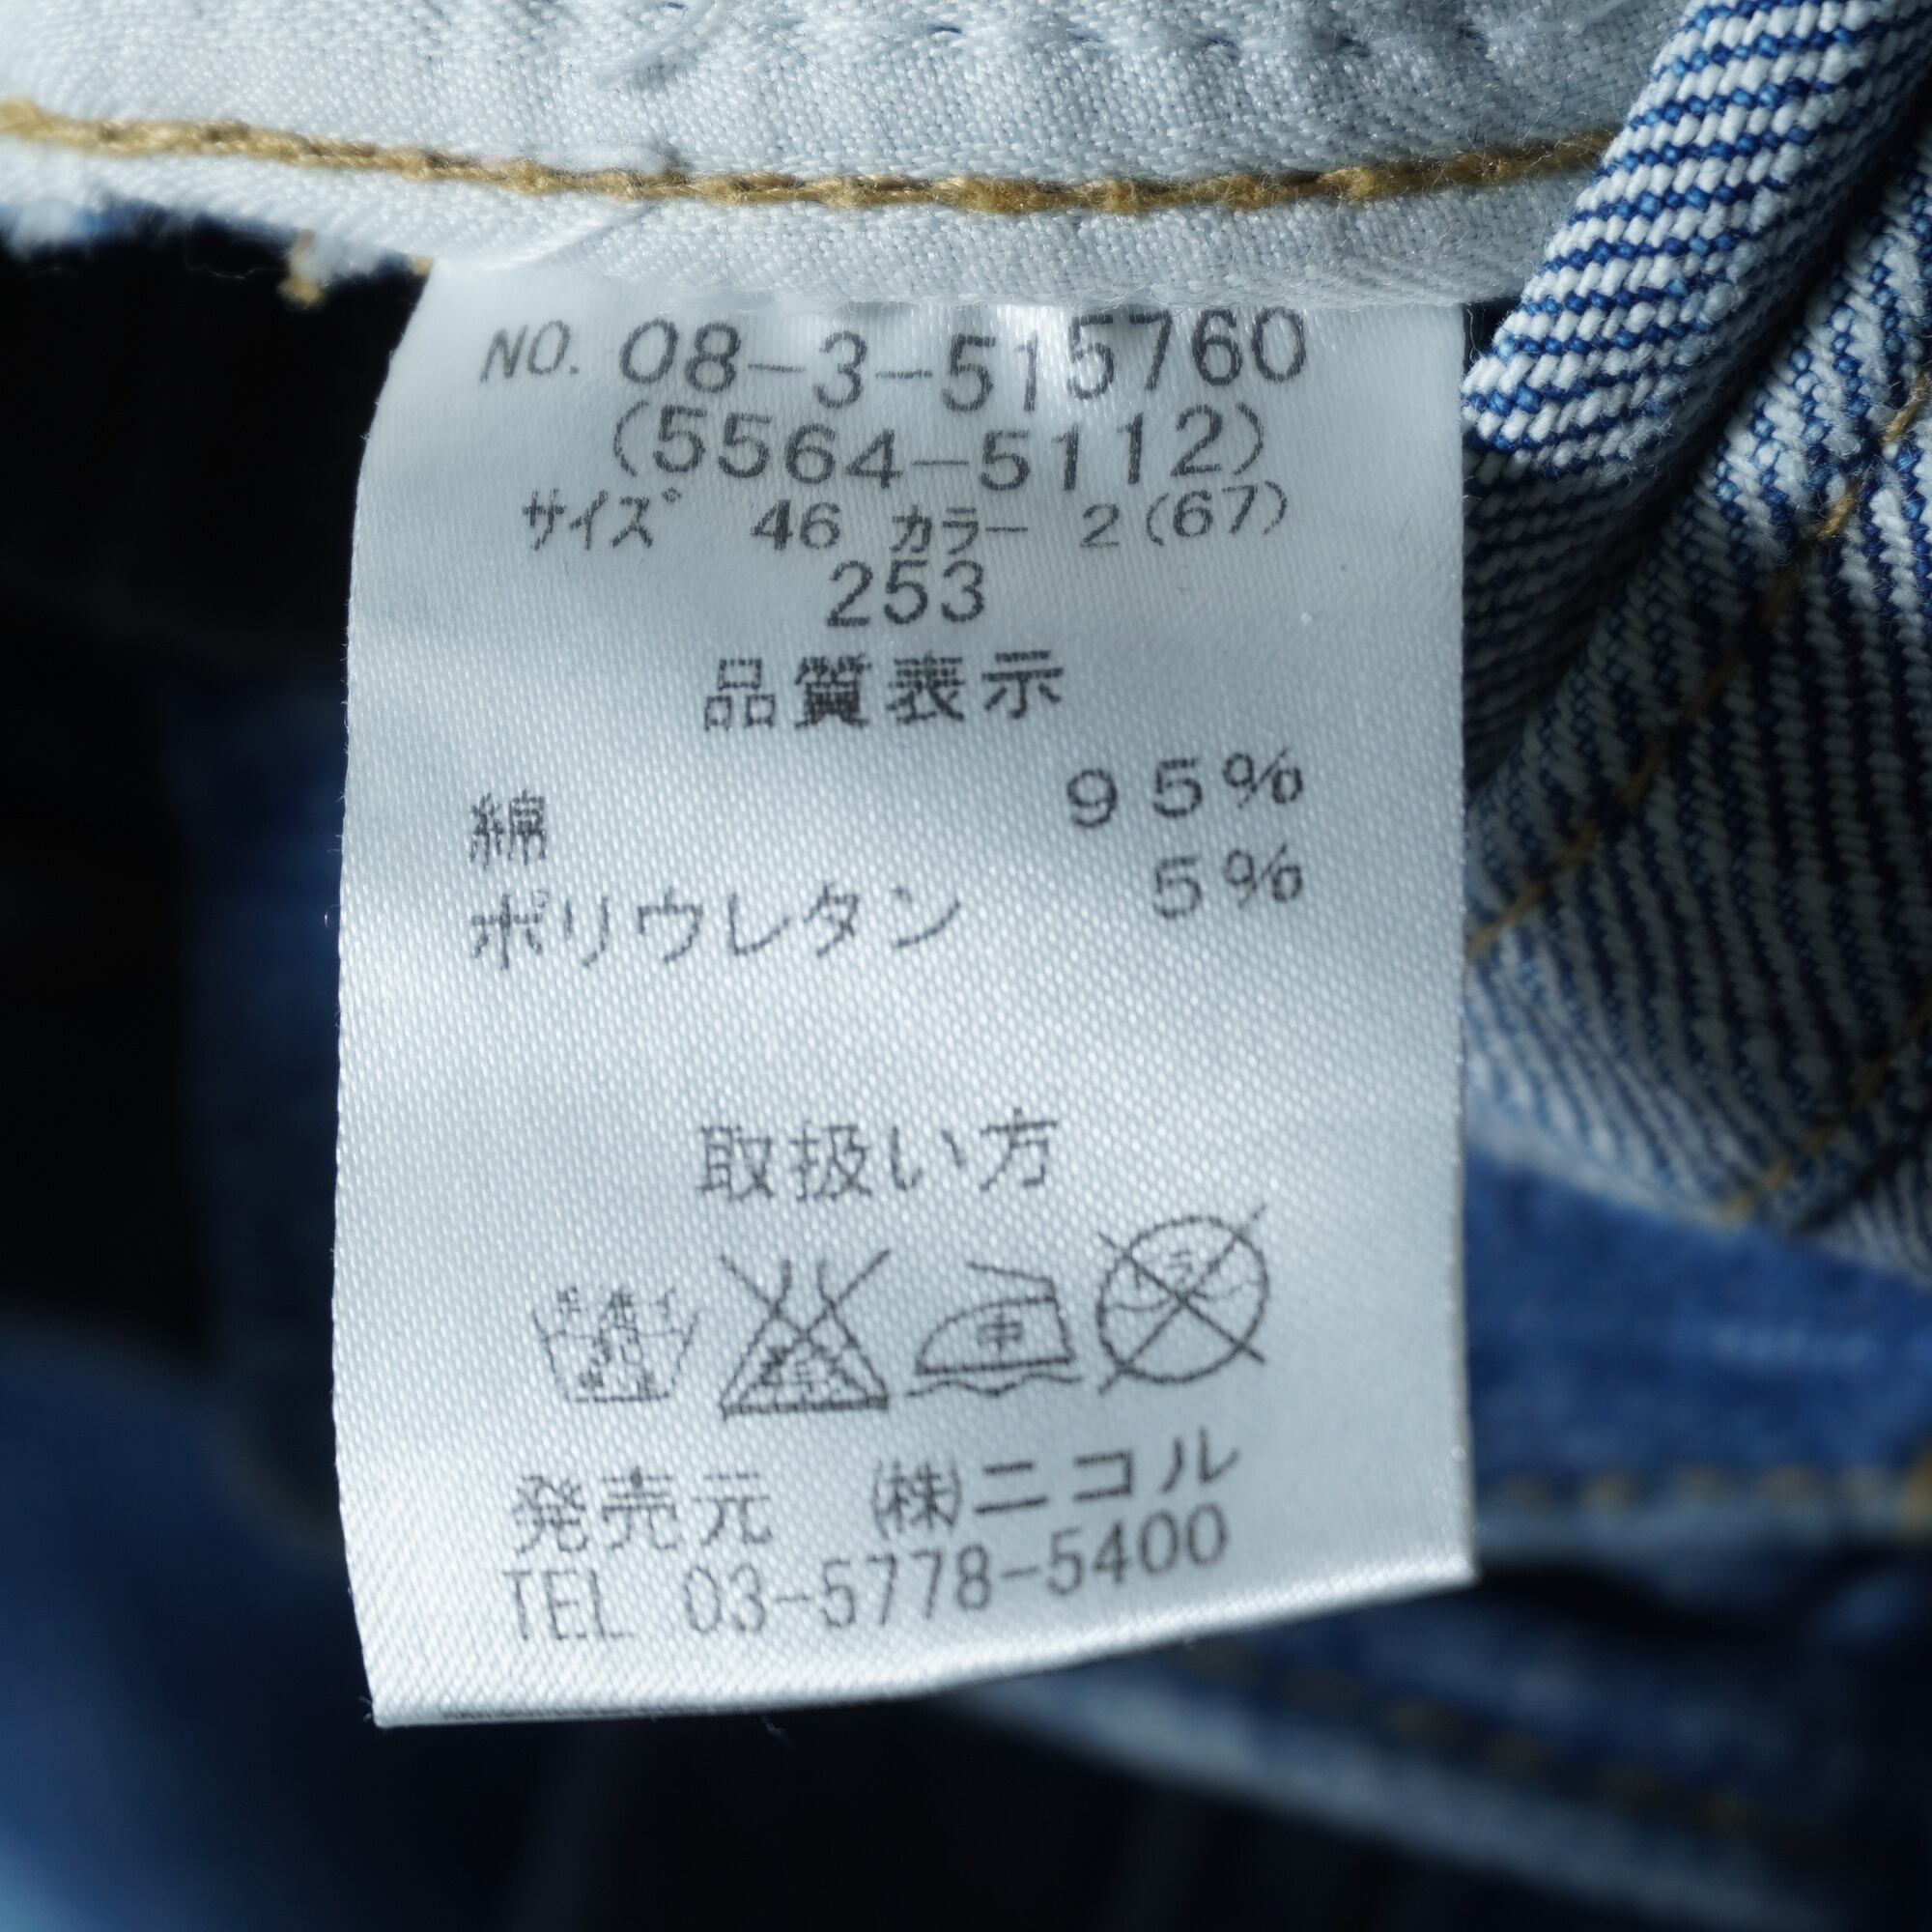 NO. 08-3-515760
(5564-5112)
サイズ 46 カラー 2(67)
253
品質表示
綿 95%
ポリウレタン 5%
取扱い方
中
発売元 ㈱ニコル
TEL 03-5778-5400